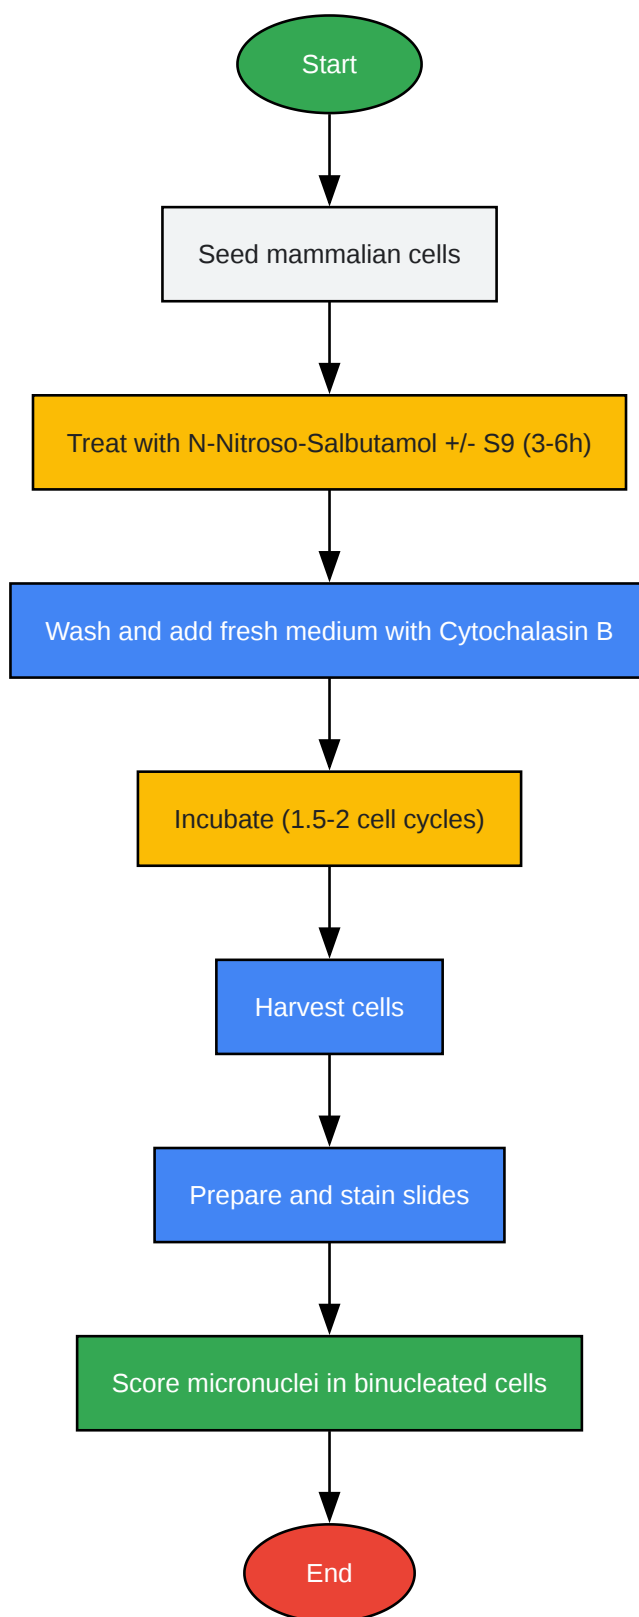 Start
Seed mammalian cells
Treat with N-Nitroso-Salbutamol +/- S9 (3-6h)
Wash and add fresh medium with Cytochalasin B
Incubate (1.5-2 cell cycles)
Harvest cells
Prepare and stain slides
Score micronuclei in binucleated cells
End